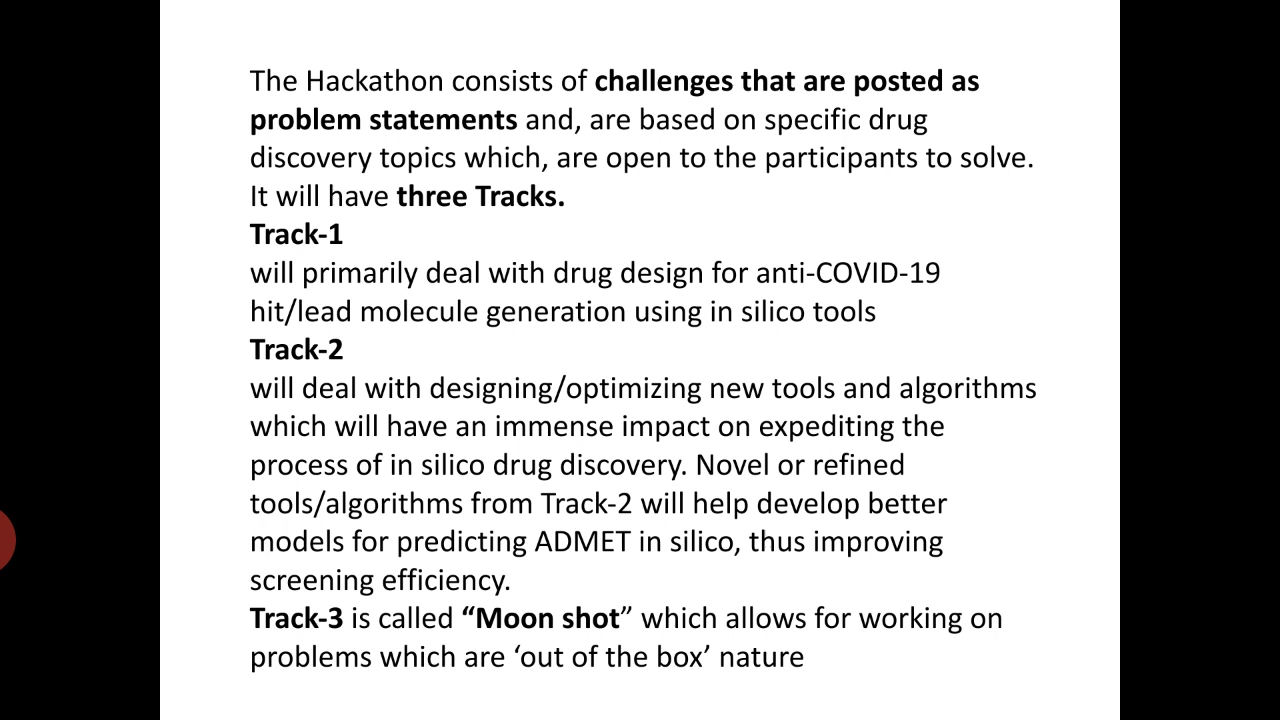 The Hackathon consists of challenges that are posted as
problem statements and, are based on specific drug
discovery topics which, are open to the participants to solve.
It will have three Tracks.
Track-1
will primarily deal with drug design for anti-COVID-19
hit/lead molecule generation using in silico tools
Track-2
will deal with designing/optimizing new tools and algorithms
which will have an immense impact on expediting the
process of in silico drug discovery. Novel or refined
tools/algorithms from Track-2 will help develop better
models for predicting ADMET in silico, thus improving
screening efficiency.
Track-3 is called “Moon shot” which allows for working on
problems which are ‘out of the box’ nature